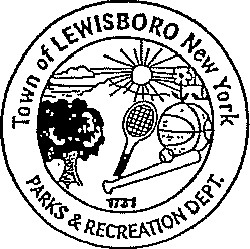 Town of LEWISBORO New York
1731
PARKS & RECREATION DEPT.